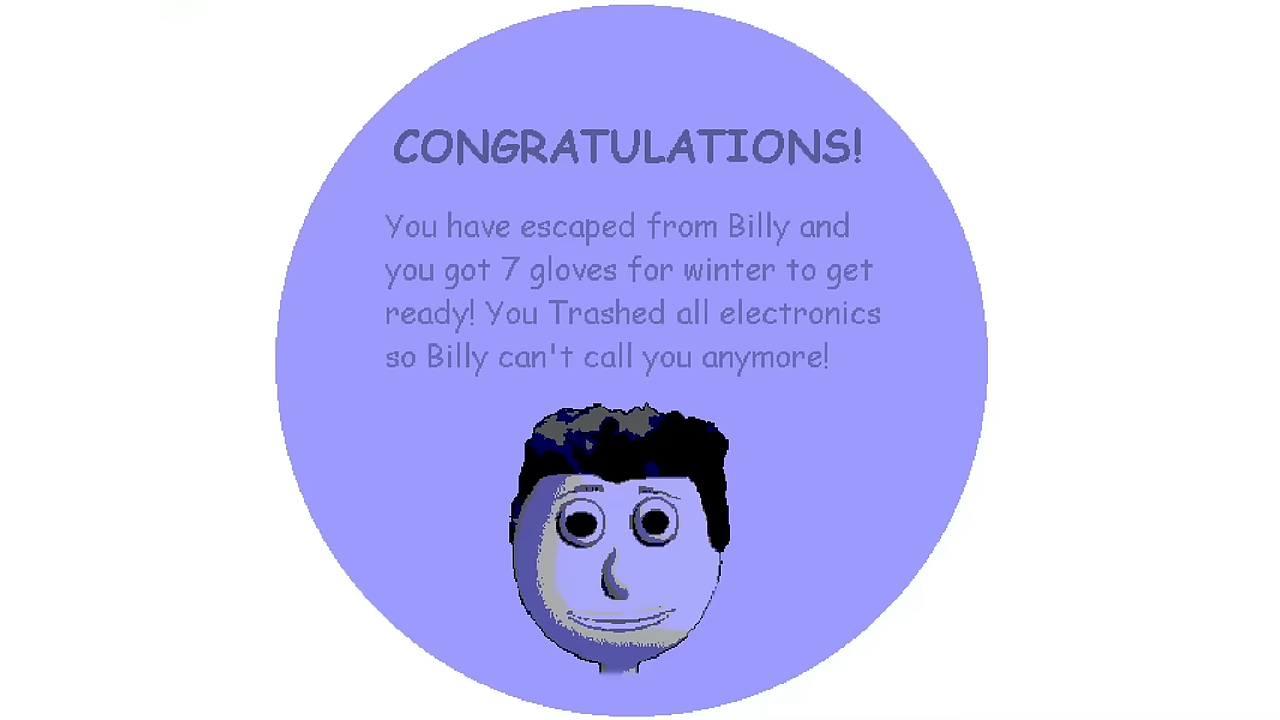 CONGRATULATIONS!
You have escaped from Billy and
you got 7 gloves for winter to get
ready! You Trashed all electronics
so Billy can't call you anymore!